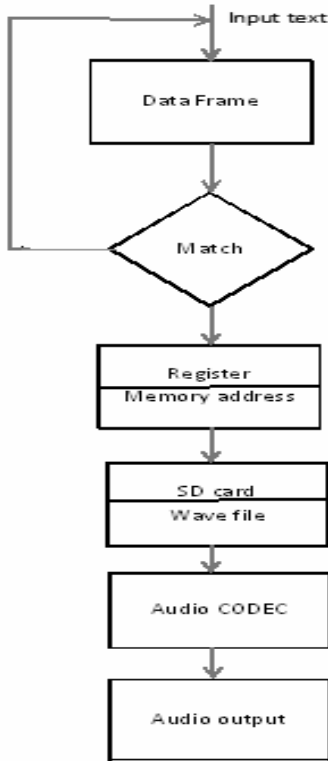 Input text
Data Frame
Match
Register
Memory address
SD card
Wave file
Audio CODEC
Audio output